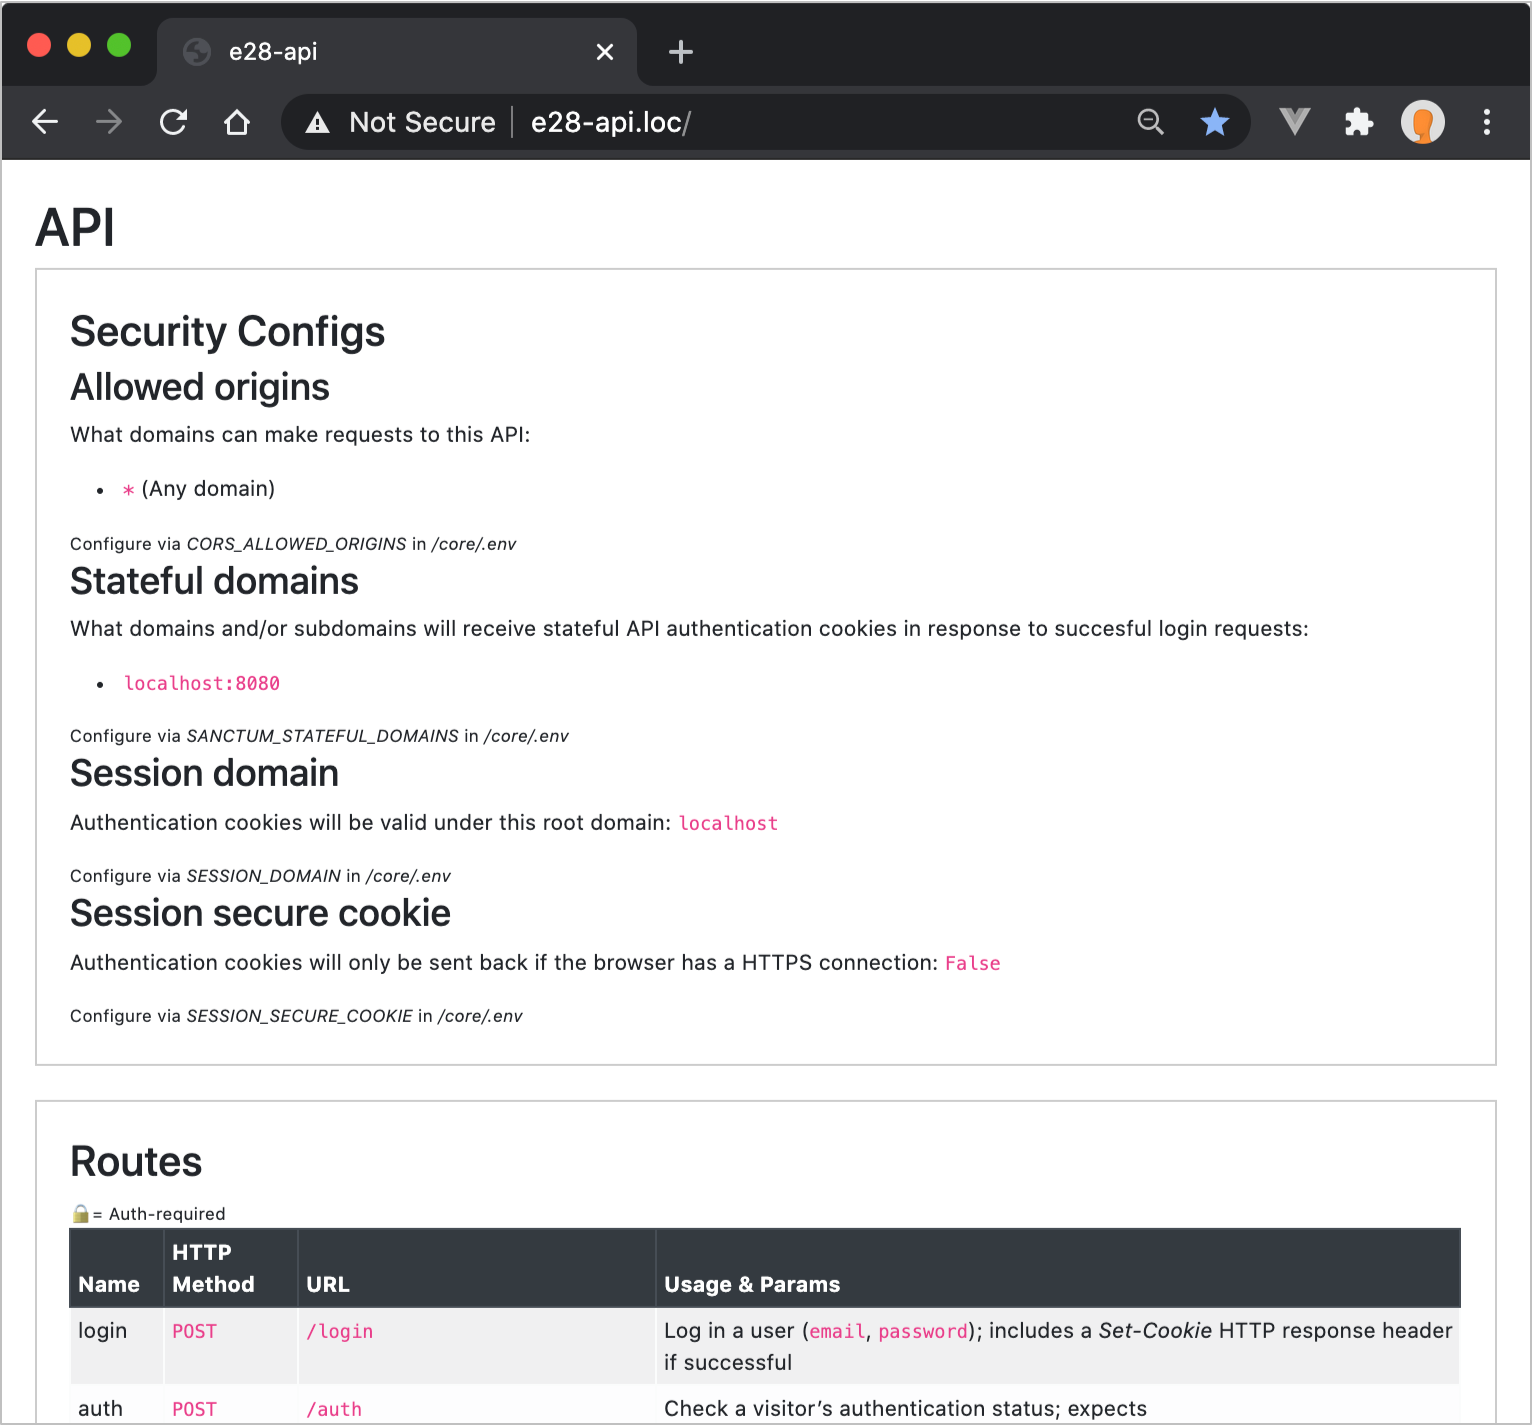 e28-api
Not Secure e28-api.loc/
API
Security Configs
Allowed origins
What domains can make requests to this API:
• * (Any domain)
Configure via CORS_ALLOWED_ORIGINS in /core/.env
Stateful domains
What domains and/or subdomains will receive stateful API authentication cookies in response to succesful login requests:
• localhost:8080
Configure via SANCTUM_STATEFUL_DOMAINS in /core/.env
Session domain
Authentication cookies will be valid under this root domain: localhost
Configure via SESSION_DOMAIN in /core/.env
Session secure cookie
Authentication cookies will only be sent back if the browser has a HTTPS connection: False
Configure via SESSION_SECURE_COOKIE in /core/.env
Routes
🔒= Auth-required
Name HTTP Method URL Usage & Params
login POST /login Log in a user (email, password); includes a Set-Cookie HTTP response header
if successful
auth POST /auth Check a visitor’s authentication status; expects